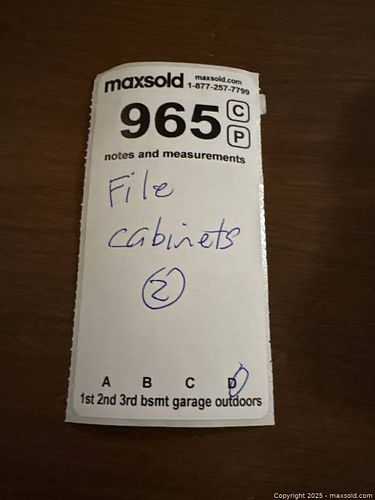 maxsold maxsold.com
1-877-257-7799
965 C
P
notes and measurements
File
cabinets
2
A B C D
1st 2nd 3rd bsmt garage outdoors
Copyright 2025 - maxsold.com